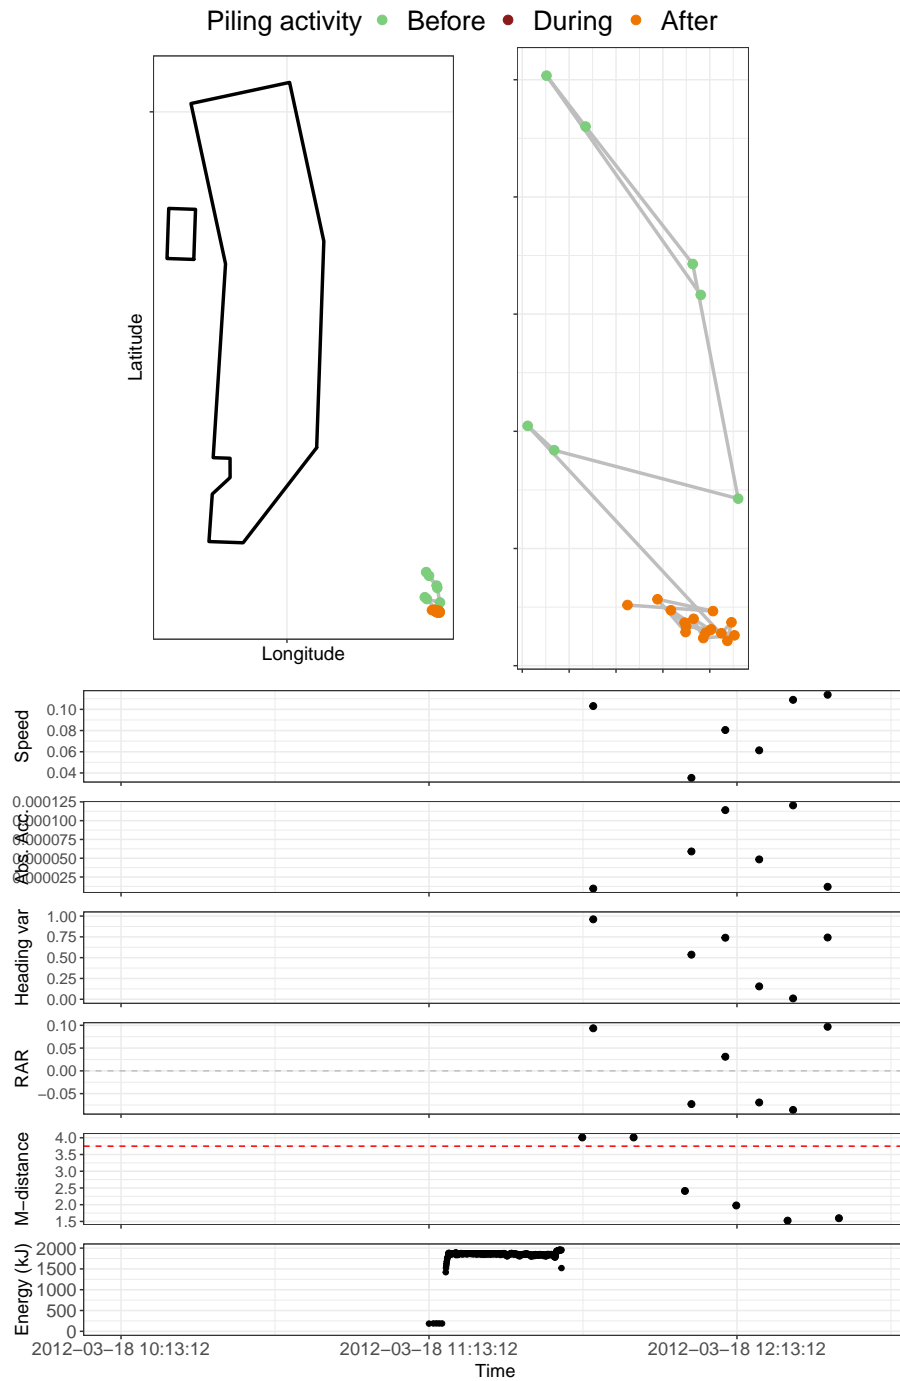 Piling activity Before During After
Latitude
Longitude
Speed
0.10
0.08
0.06
0.04
Abs. Acc.
0.000125
0.000100
0.000075
0.000050
0.000025
Heading var
1.00
0.75
0.50
0.25
0.00
RAR
0.10
0.05
0.00
−0.05
M−distance
4.0
3.5
3.0
2.5
2.0
1.5
Energy (kJ)
2000
1500
1000
500
0
2012−03−18 10:13:12 2012−03−18 11:13:12 2012−03−18 12:13:12
Time